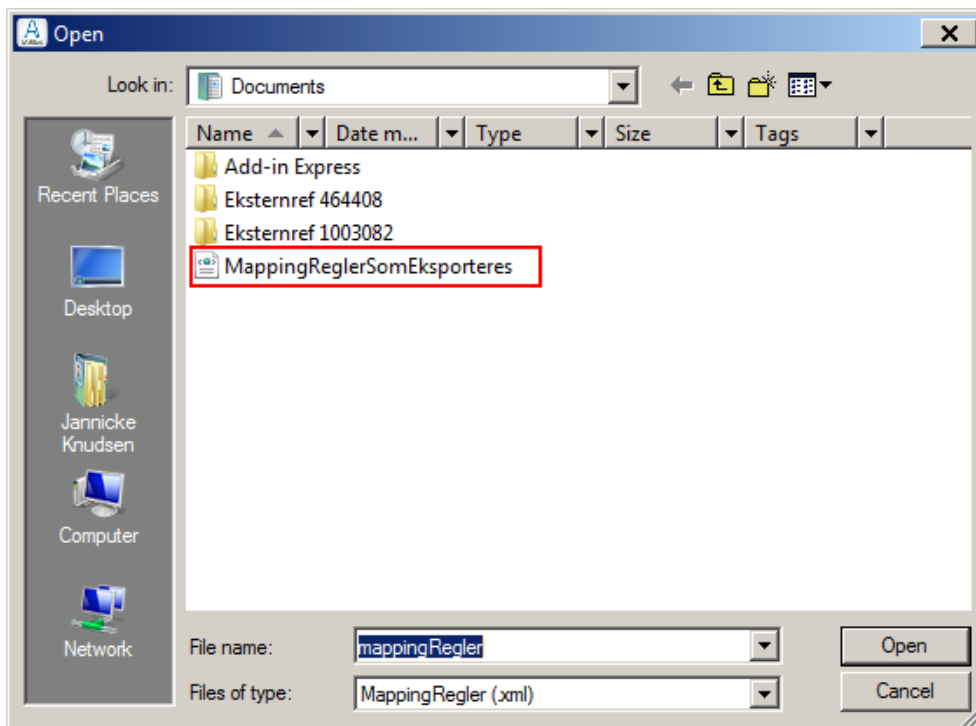 Open
Look in:
Documents
Name
Date m...
Type
Size
Tags
Add-in Express
Eksternref 464408
Eksternref 1003082
MappingReglerSomEksporteres
Recent Places
Desktop
Jannicke
Knudsen
Computer
Network
File name:
mappingRegler
Open
Files of type:
MappingRegler (.xml)
Cancel